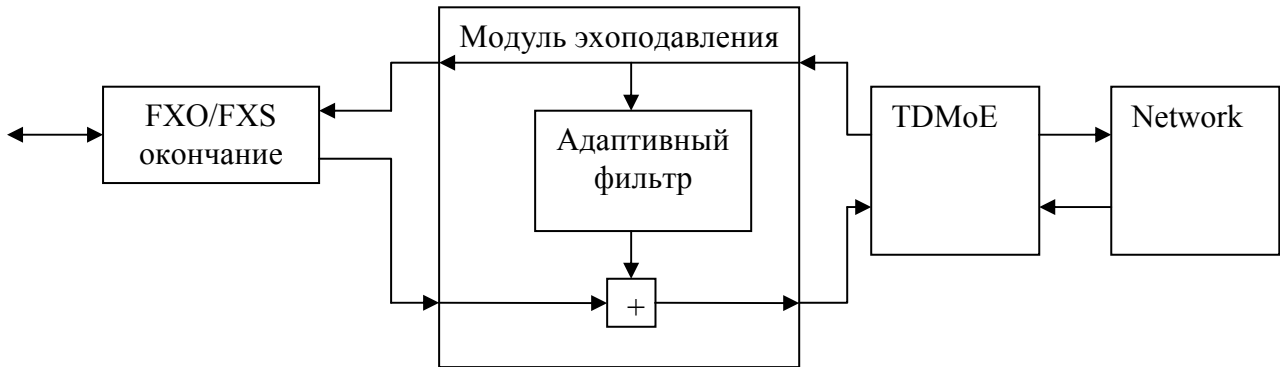 Модуль эхоподавления
FXO/FXS
окончание
Адаптивный
фильтр
TDMoE
Network
+